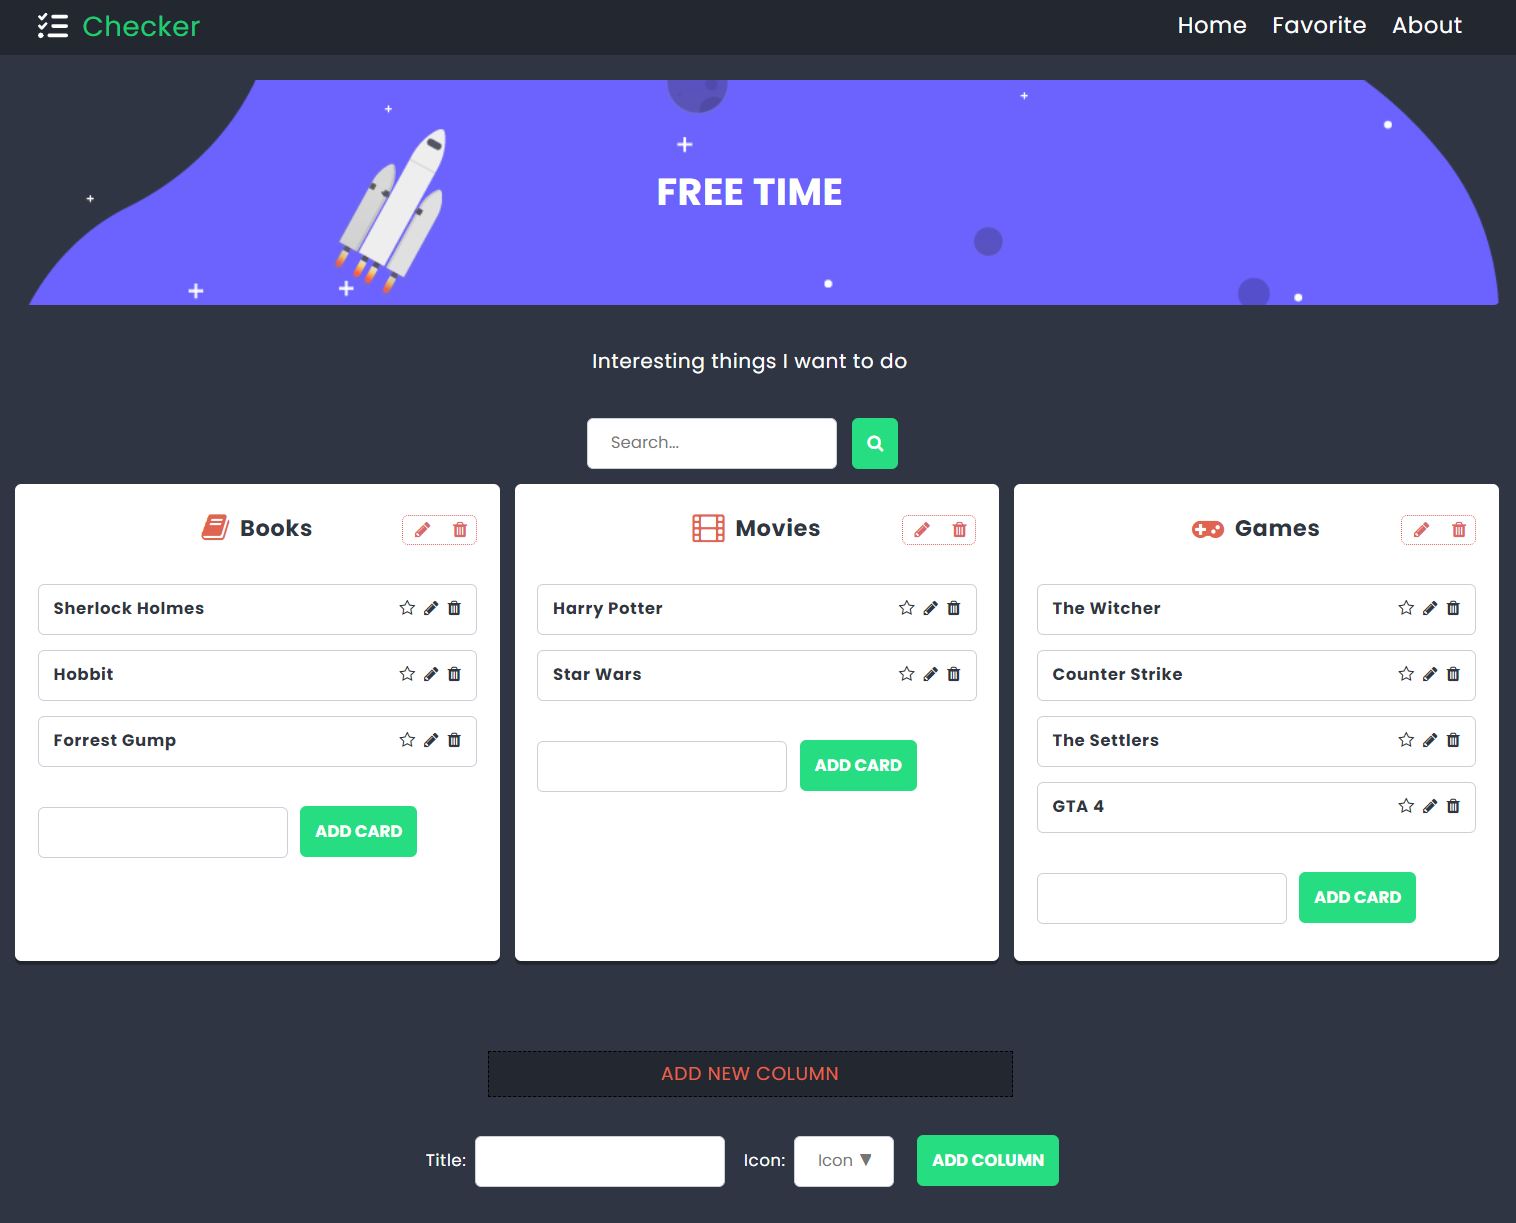 Checker
Home Favorite About
FREE TIME
Interesting things I want to do
Search...
Books
Sherlock Holmes
Hobbit
Forrest Gump
ADD CARD
Movies
Harry Potter
Star Wars
ADD CARD
Games
The Witcher
Counter Strike
The Settlers
GTA 4
ADD CARD
ADD NEW COLUMN
Title: Icon: Icon ▼ ADD COLUMN